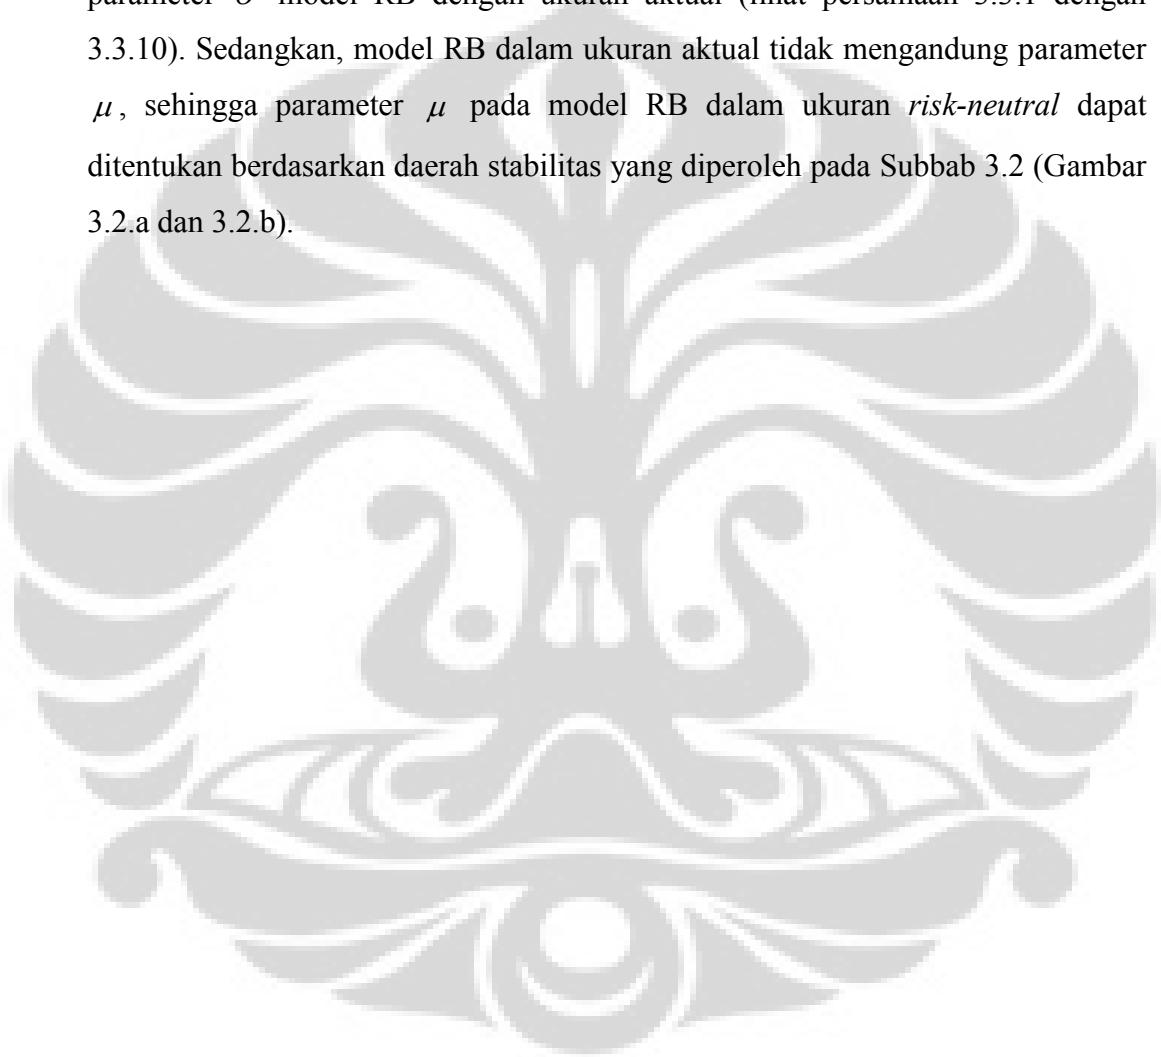 parameter σ model RB dengan ukuran aktual (lihat persamaan 3.3.1 dengan
3.3.10). Sedangkan, model RB dalam ukuran aktual tidak mengandung parameter
μ, sehingga parameter μ pada model RB dalam ukuran risk-neutral dapat
ditentukan berdasarkan daerah stabilitas yang diperoleh pada Subbab 3.2 (Gambar
3.2.a dan 3.2.b).